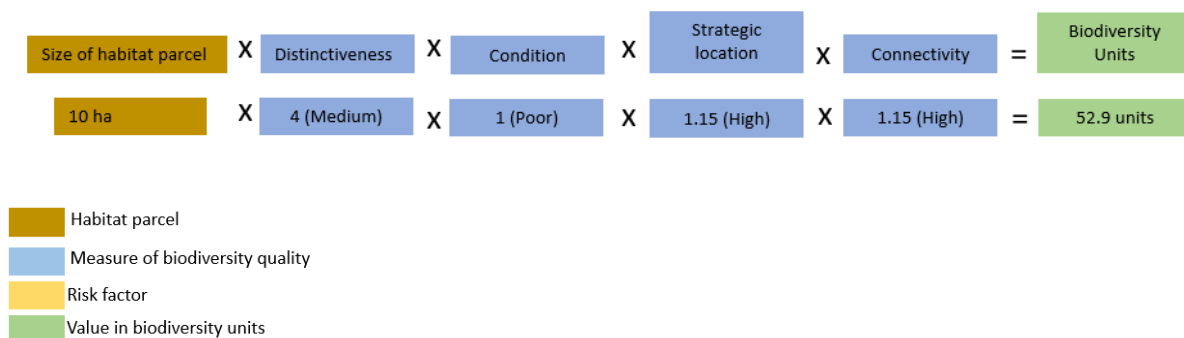 Size of habitat parcel X Distinctiveness X Condition X Strategic location X Connectivity = Biodiversity Units
10 ha X 4 (Medium) X 1 (Poor) X 1.15 (High) X 1.15 (High) = 52.9 units
Habitat parcel
Measure of biodiversity quality
Risk factor
Value in biodiversity units